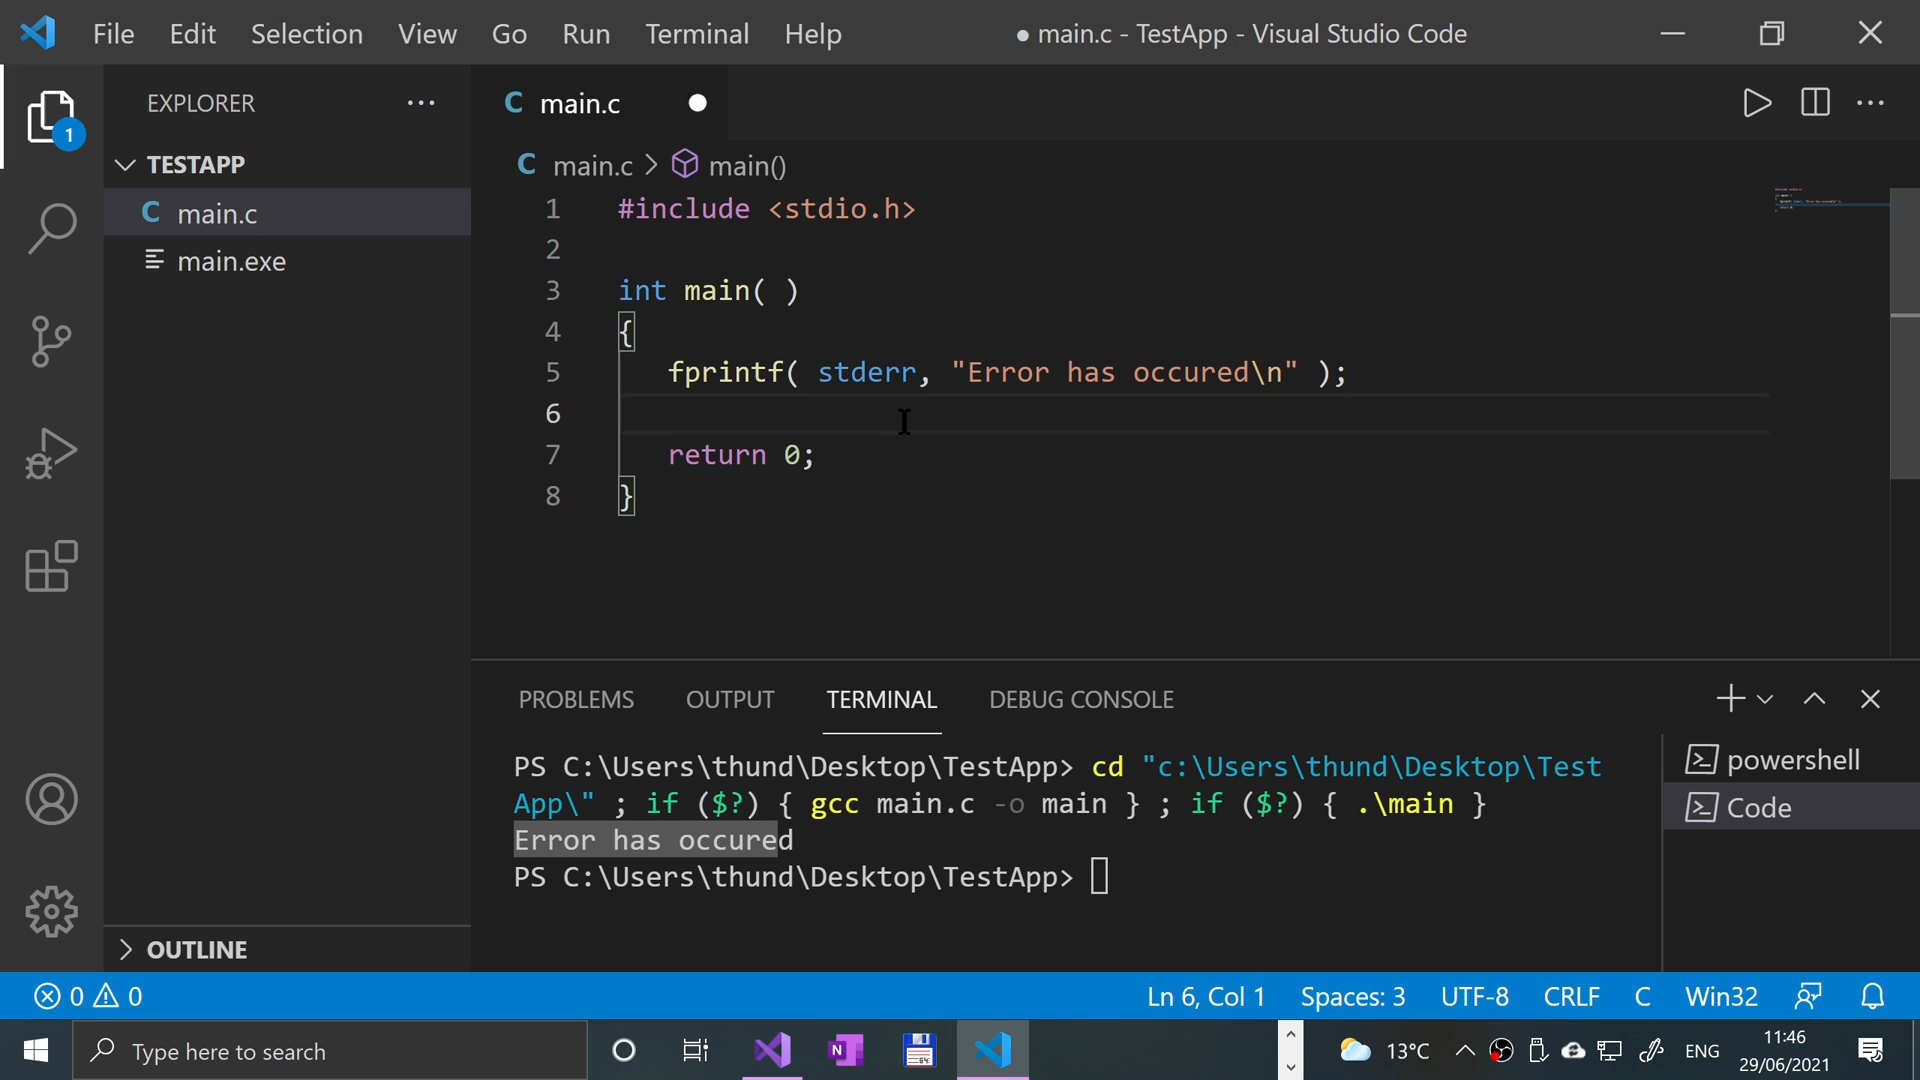 File Edit Selection View Go Run Terminal Help ● main.c - TestApp - Visual Studio Code
EXPLORER ···
TESTAPP
C main.c
main.exe
OUTLINE
1
C main.c
C main.c > main()
1 #include <stdio.h>
2
3 int main( )
4 {
5 fprintf( stderr, "Error has occured\n" );
6
7 return 0;
8 }
PROBLEMS OUTPUT TERMINAL DEBUG CONSOLE
PS C:\Users\thund\Desktop\TestApp> cd "c:\Users\thund\Desktop\Test
App\" ; if ($?) { gcc main.c -o main } ; if ($?) { .\main }
Error has occured
PS C:\Users\thund\Desktop\TestApp>
powershell
Code
0 0 Ln 6, Col 1 Spaces: 3 UTF-8 CRLF C Win32
Type here to search N 64 13°C ENG 11:46
29/06/2021